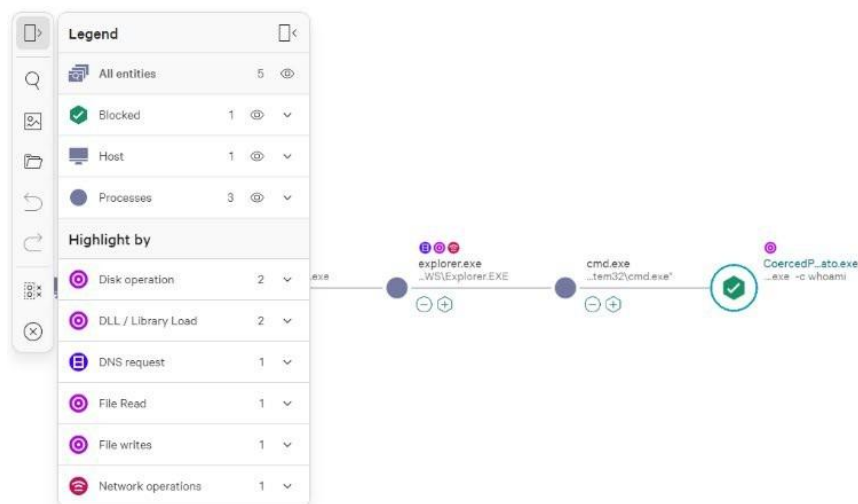 Legend
All entities 5
Blocked 1
Host 1
Processes 3
Highlight by
Disk operation 2
DLL / Library Load 2
DNS request 1
File Read 1
File writes 1
Network operations 1
.exe
explorer.exe
...WS\Explorer.EXE
cmd.exe
...tem32\cmd.exe"
CoercedP...ato.exe
...exe -c whoami